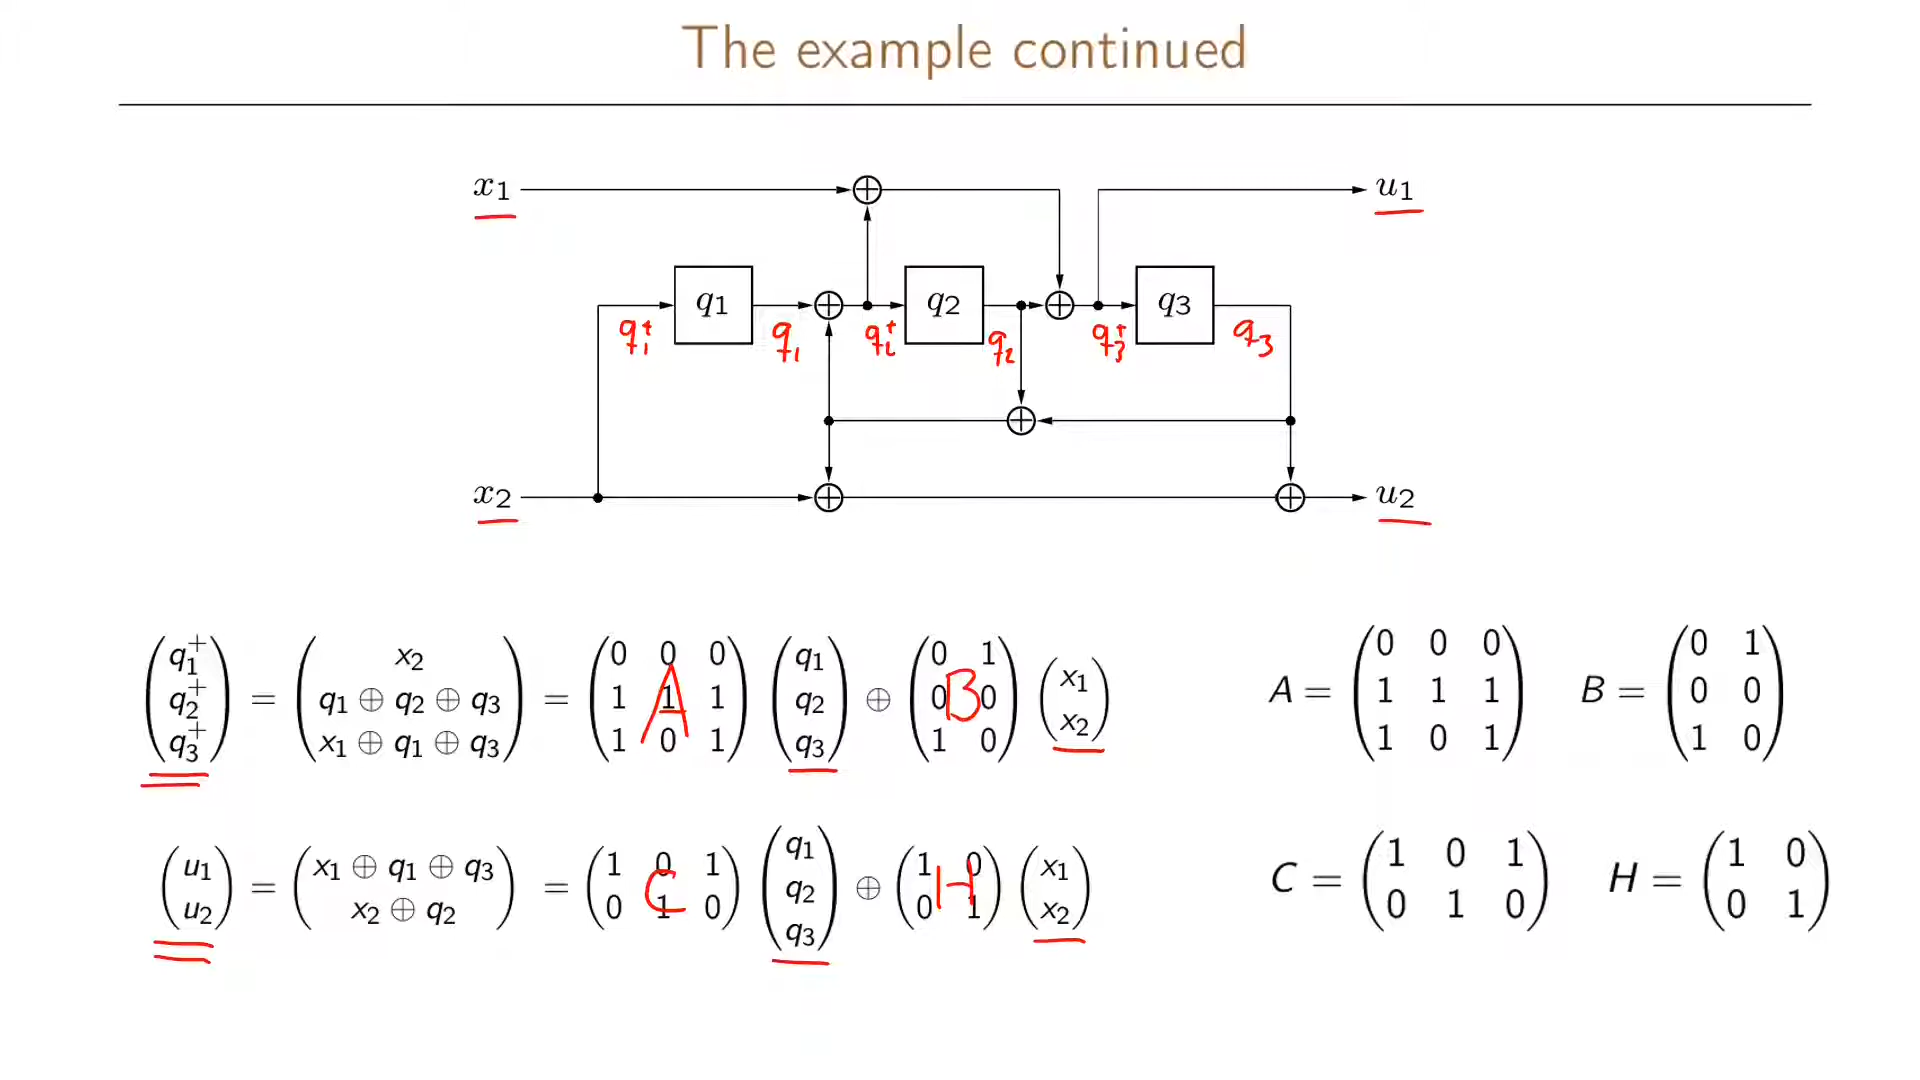 The example continued
x₁ ⊕ u₁
q₁ ⊕ q₂ ⊕ q₃
q₁⁺ q₁ q₂⁺ q₂ q₃⁺ q₃
⊕
x₂ ⊕ ⊕ u₂
(q₁⁺ q₂⁺ q₃⁺) = (x₂ q₁ ⊕ q₂ ⊕ q₃ x₁ ⊕ q₁ ⊕ q₃) = (0 0 0 1 1 1 1 0 1) A (q₁ q₂ q₃) ⊕ (0 1 0 0 1 0) B (x₁ x₂) A = (0 0 0 1 1 1 1 0 1) B = (0 1 0 0 1 0)
(u₁ u₂) = (x₁ ⊕ q₁ ⊕ q₃ x₂ ⊕ q₂) = (1 0 1 0 1 0) C (q₁ q₂ q₃) ⊕ (1 0 0 1) H (x₁ x₂) C = (1 0 1 0 1 0) H = (1 0 0 1)